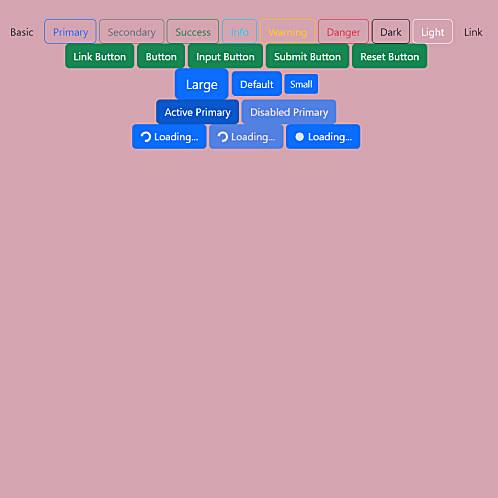 Basic Primary Secondary Success Info Warning Danger Dark Light Link
Link Button Button Input Button Submit Button Reset Button
Large Default Small
Active Primary Disabled Primary
Loading... Loading... Loading...